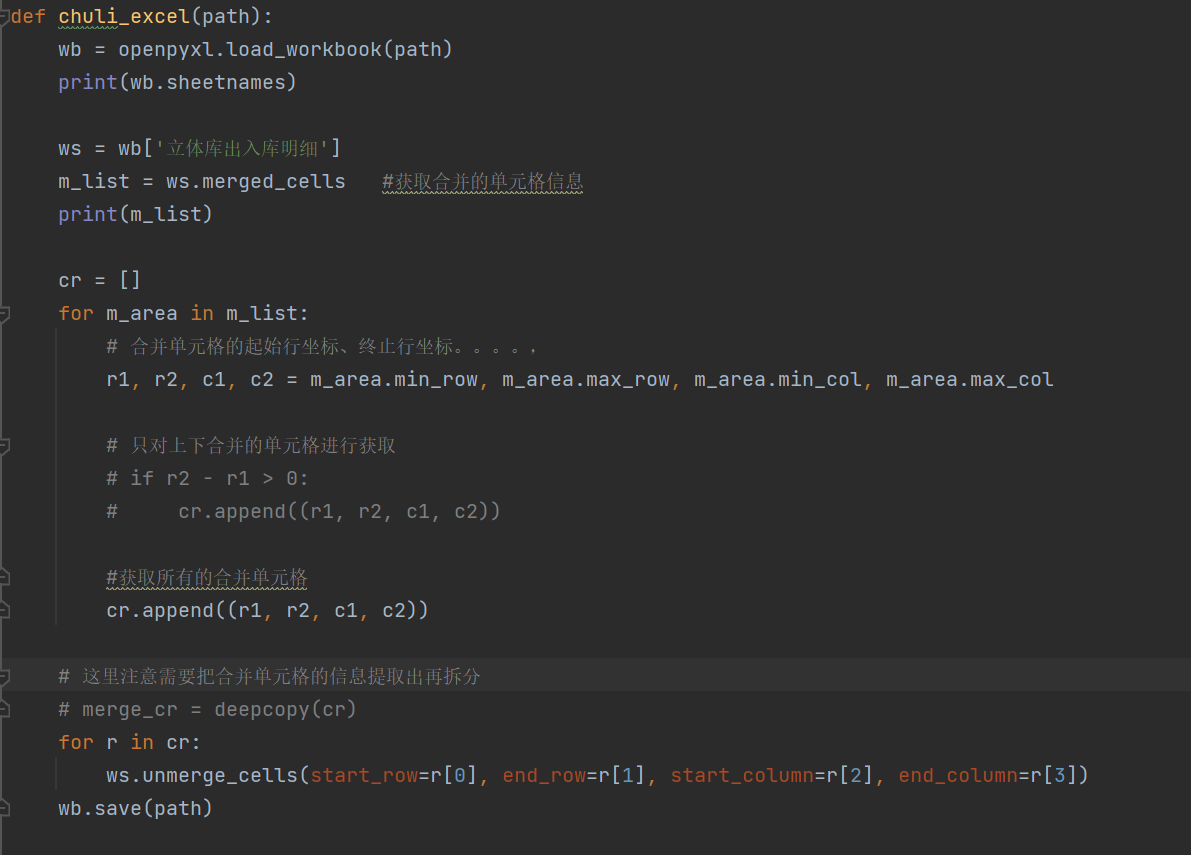 def chuli_excel(path):
    wb = openpyxl.load_workbook(path)
    print(wb.sheetnames)

    ws = wb['立体库出入库明细']
    m_list = ws.merged_cells   #获取合并的单元格信息
    print(m_list)

    cr = []
    for m_area in m_list:
        # 合并单元格的起始行坐标、终止行坐标。。。。，
        r1, r2, c1, c2 = m_area.min_row, m_area.max_row, m_area.min_col, m_area.max_col

        # 只对上下合并的单元格进行获取
        # if r2 - r1 > 0:
        #     cr.append((r1, r2, c1, c2))

        #获取所有的合并单元格
        cr.append((r1, r2, c1, c2))

    # 这里注意需要把合并单元格的信息提取出再拆分
    # merge_cr = deepcopy(cr)
    for r in cr:
        ws.unmerge_cells(start_row=r[0], end_row=r[1], start_column=r[2], end_column=r[3])
    wb.save(path)